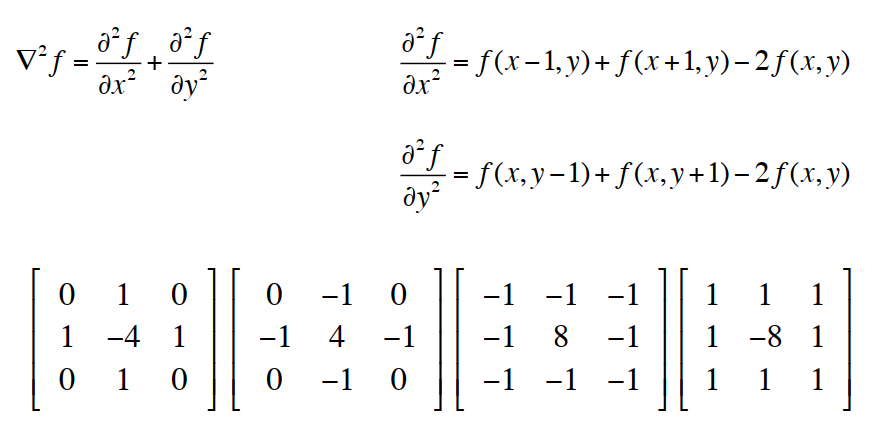 ∇²f = ∂²f/∂x² + ∂²f/∂y² ∂²f/∂x² = f(x−1,y)+f(x+1,y)−2f(x,y)
∂²f/∂y² = f(x,y−1)+f(x,y+1)−2f(x,y)
0 1 0 0 −1 0 −1 −1 −1 1 1 1
1 −4 1 −1 4 −1 −1 8 −1 1 −8 1
0 1 0 0 −1 0 −1 −1 −1 1 1 1